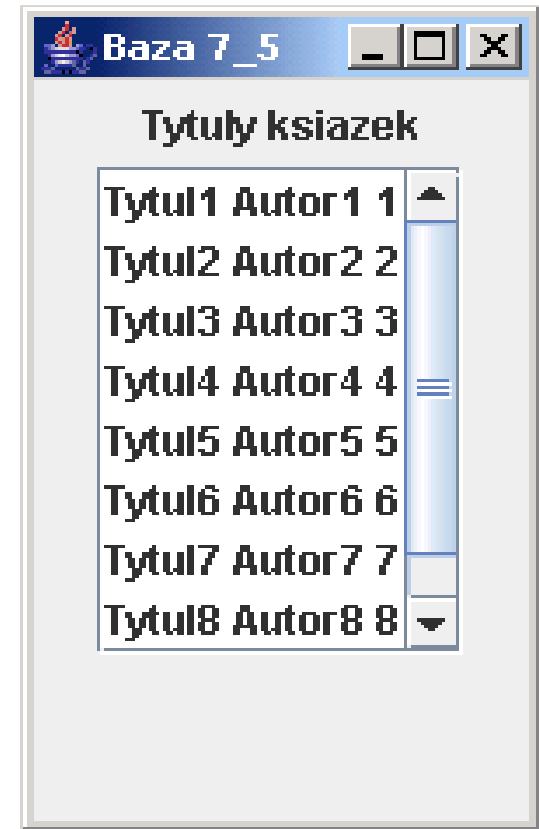 Baza 7_5
Tytuly ksiazek
Tytul1 Autor1 1
Tytul2 Autor2 2
Tytul3 Autor3 3
Tytul4 Autor4 4
Tytul5 Autor5 5
Tytul6 Autor6 6
Tytul7 Autor7 7
Tytul8 Autor8 8